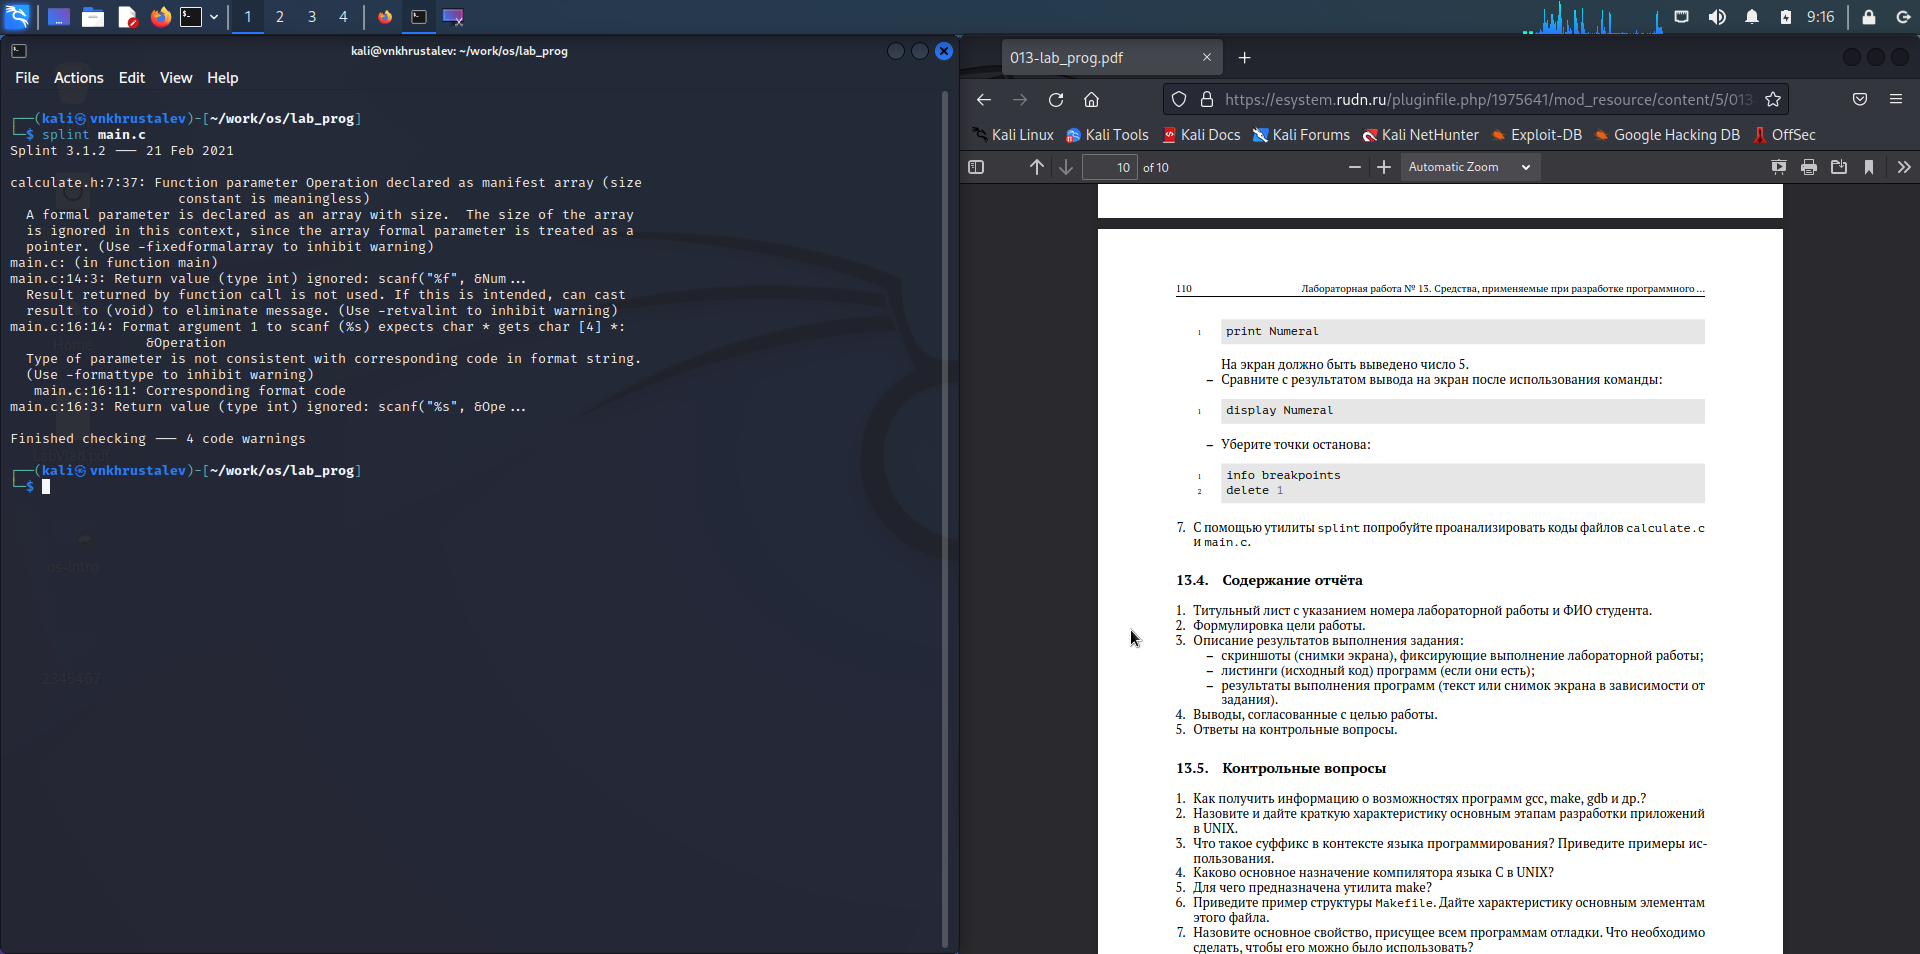 1 2 3 4
9:16
kali@vnkhrustalev: ~/work/os/lab_prog
File Actions Edit View Help
┌──(kali㉿vnkhrustalev)-[~/work/os/lab_prog]
└─$ splint main.c
Splint 3.1.2 --- 21 Feb 2021
calculate.h:7:37: Function parameter Operation declared as manifest array (size
constant is meaningless)
A formal parameter is declared as an array with size.  The size of the array
is ignored in this context, since the array formal parameter is treated as a
pointer. (Use -fixedformalarray to inhibit warning)
main.c: (in function main)
main.c:14:3: Return value (type int) ignored: scanf("%f", &Num...
Result returned by function call is not used. If this is intended, can cast
result to (void) to eliminate message. (Use -retvalint to inhibit warning)
main.c:16:14: Format argument 1 to scanf (%s) expects char * gets char [4] *:
&Operation
Type of parameter is not consistent with corresponding code in format string.
(Use -formattype to inhibit warning)
main.c:16:11: Corresponding format code
main.c:16:3: Return value (type int) ignored: scanf("%s", &Ope...
Finished checking --- 4 code warnings
┌──(kali㉿vnkhrustalev)-[~/work/os/lab_prog]
└─$
os-intro
2345467
013-lab_prog.pdf
https://esystem.rudn.ru/pluginfile.php/1975641/mod_resource/content/5/013-
Kali Linux Kali Tools Kali Docs Kali Forums Kali NetHunter Exploit-DB Google Hacking DB OffSec
10 of 10 Automatic Zoom
110 Лабораторная работа № 13. Средства, применяемые при разработке программного ...
1 print Numeral
На экран должно быть выведено число 5.
– Сравните с результатом вывода на экран после использования команды:
1 display Numeral
– Уберите точки останова:
1 info breakpoints
2 delete 1
7. С помощью утилиты splint попробуйте проанализировать коды файлов calculate.c
и main.c.
13.4. Содержание отчёта
1. Титульный лист с указанием номера лабораторной работы и ФИО студента.
2. Формулировка цели работы.
3. Описание результатов выполнения задания:
– скриншоты (снимки экрана), фиксирующие выполнение лабораторной работы;
– листинги (исходный код) программ (если они есть);
– результаты выполнения программ (текст или снимок экрана в зависимости от
задания).
4. Выводы, согласованные с целью работы.
5. Ответы на контрольные вопросы.
13.5. Контрольные вопросы
1. Как получить информацию о возможностях программ gcc, make, gdb и др.?
2. Назовите и дайте краткую характеристику основным этапам разработки приложений
в UNIX.
3. Что такое суффикс в контексте языка программирования? Приведите примеры ис-
пользования.
4. Каково основное назначение компилятора языка С в UNIX?
5. Для чего предназначена утилита make?
6. Приведите пример структуры Makefile. Дайте характеристику основным элементам
этого файла.
7. Назовите основное свойство, присущее всем программам отладки. Что необходимо
сделать, чтобы его можно было использовать?